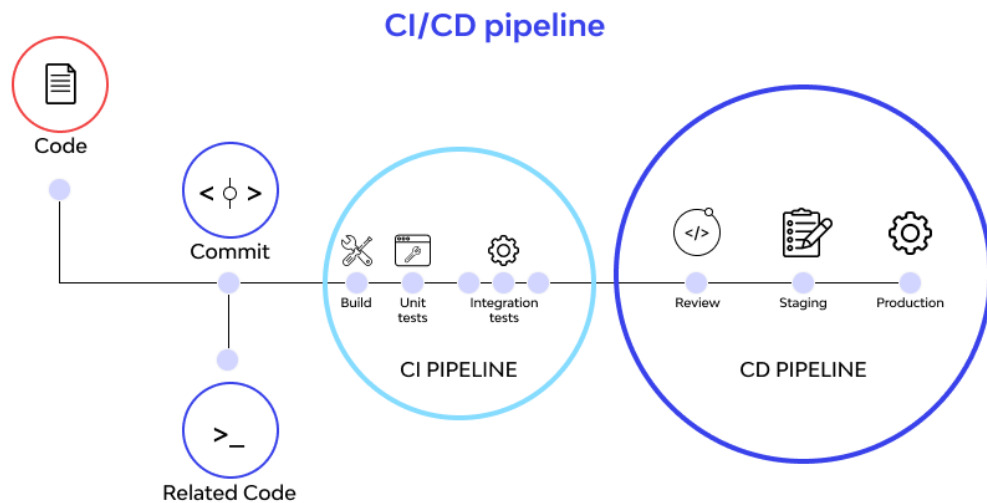 CI/CD pipeline
Code
< >
Commit
>_
Related Code
Build
Unit
tests
Integration
tests
CI PIPELINE
</>
Review
Staging
Production
CD PIPELINE